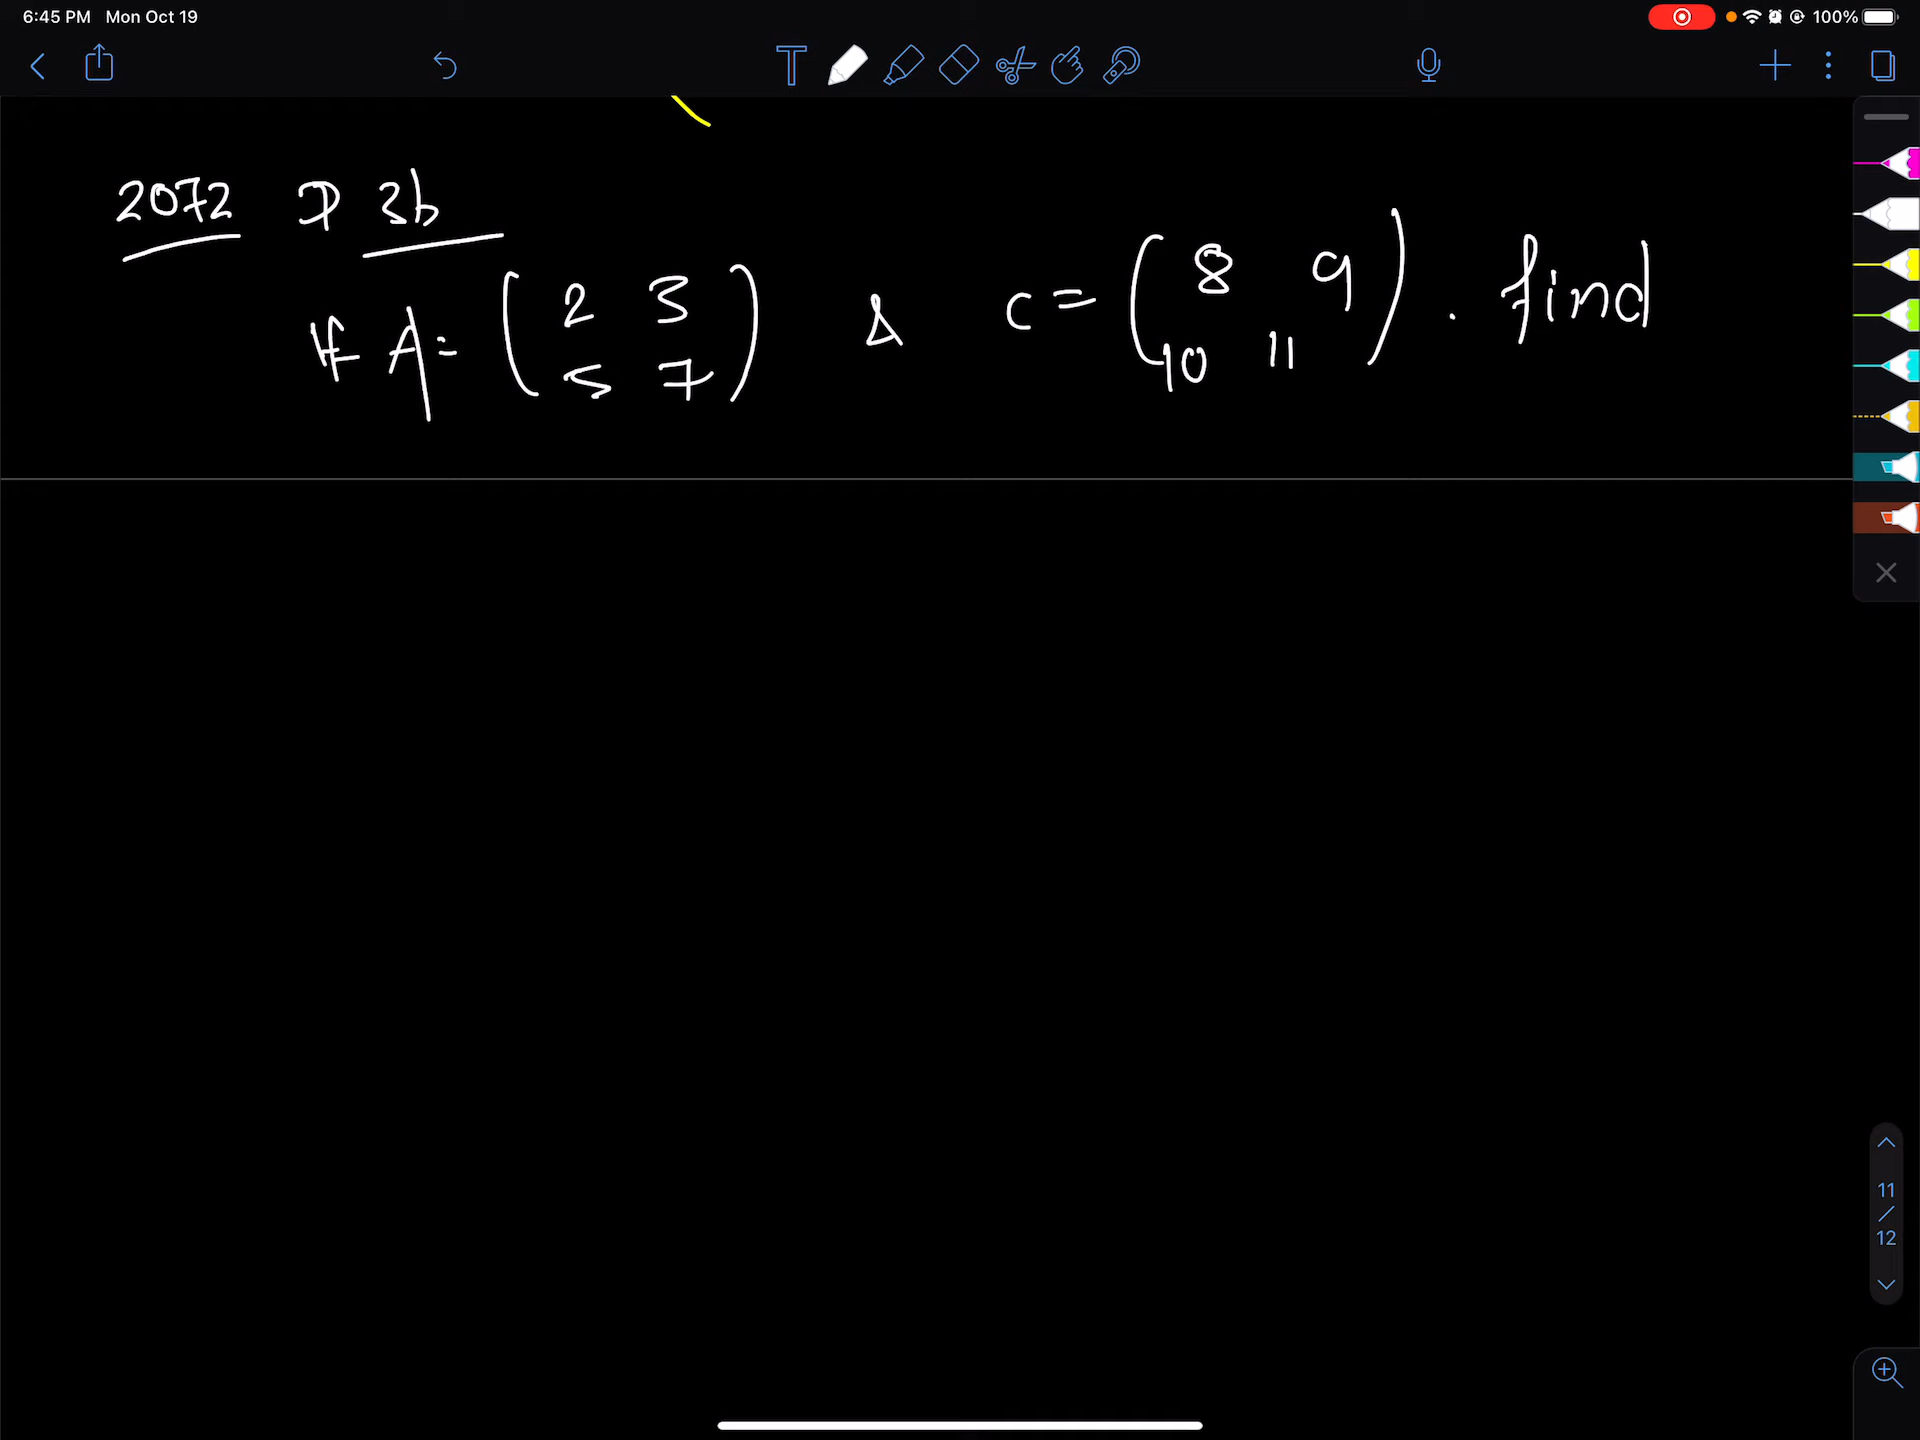 6:45 PM Mon Oct 19
100%
2072 3b
If A = ( 2 3
5 7 ) & c = ( 8 9
10 11 ) . find
11
/
12